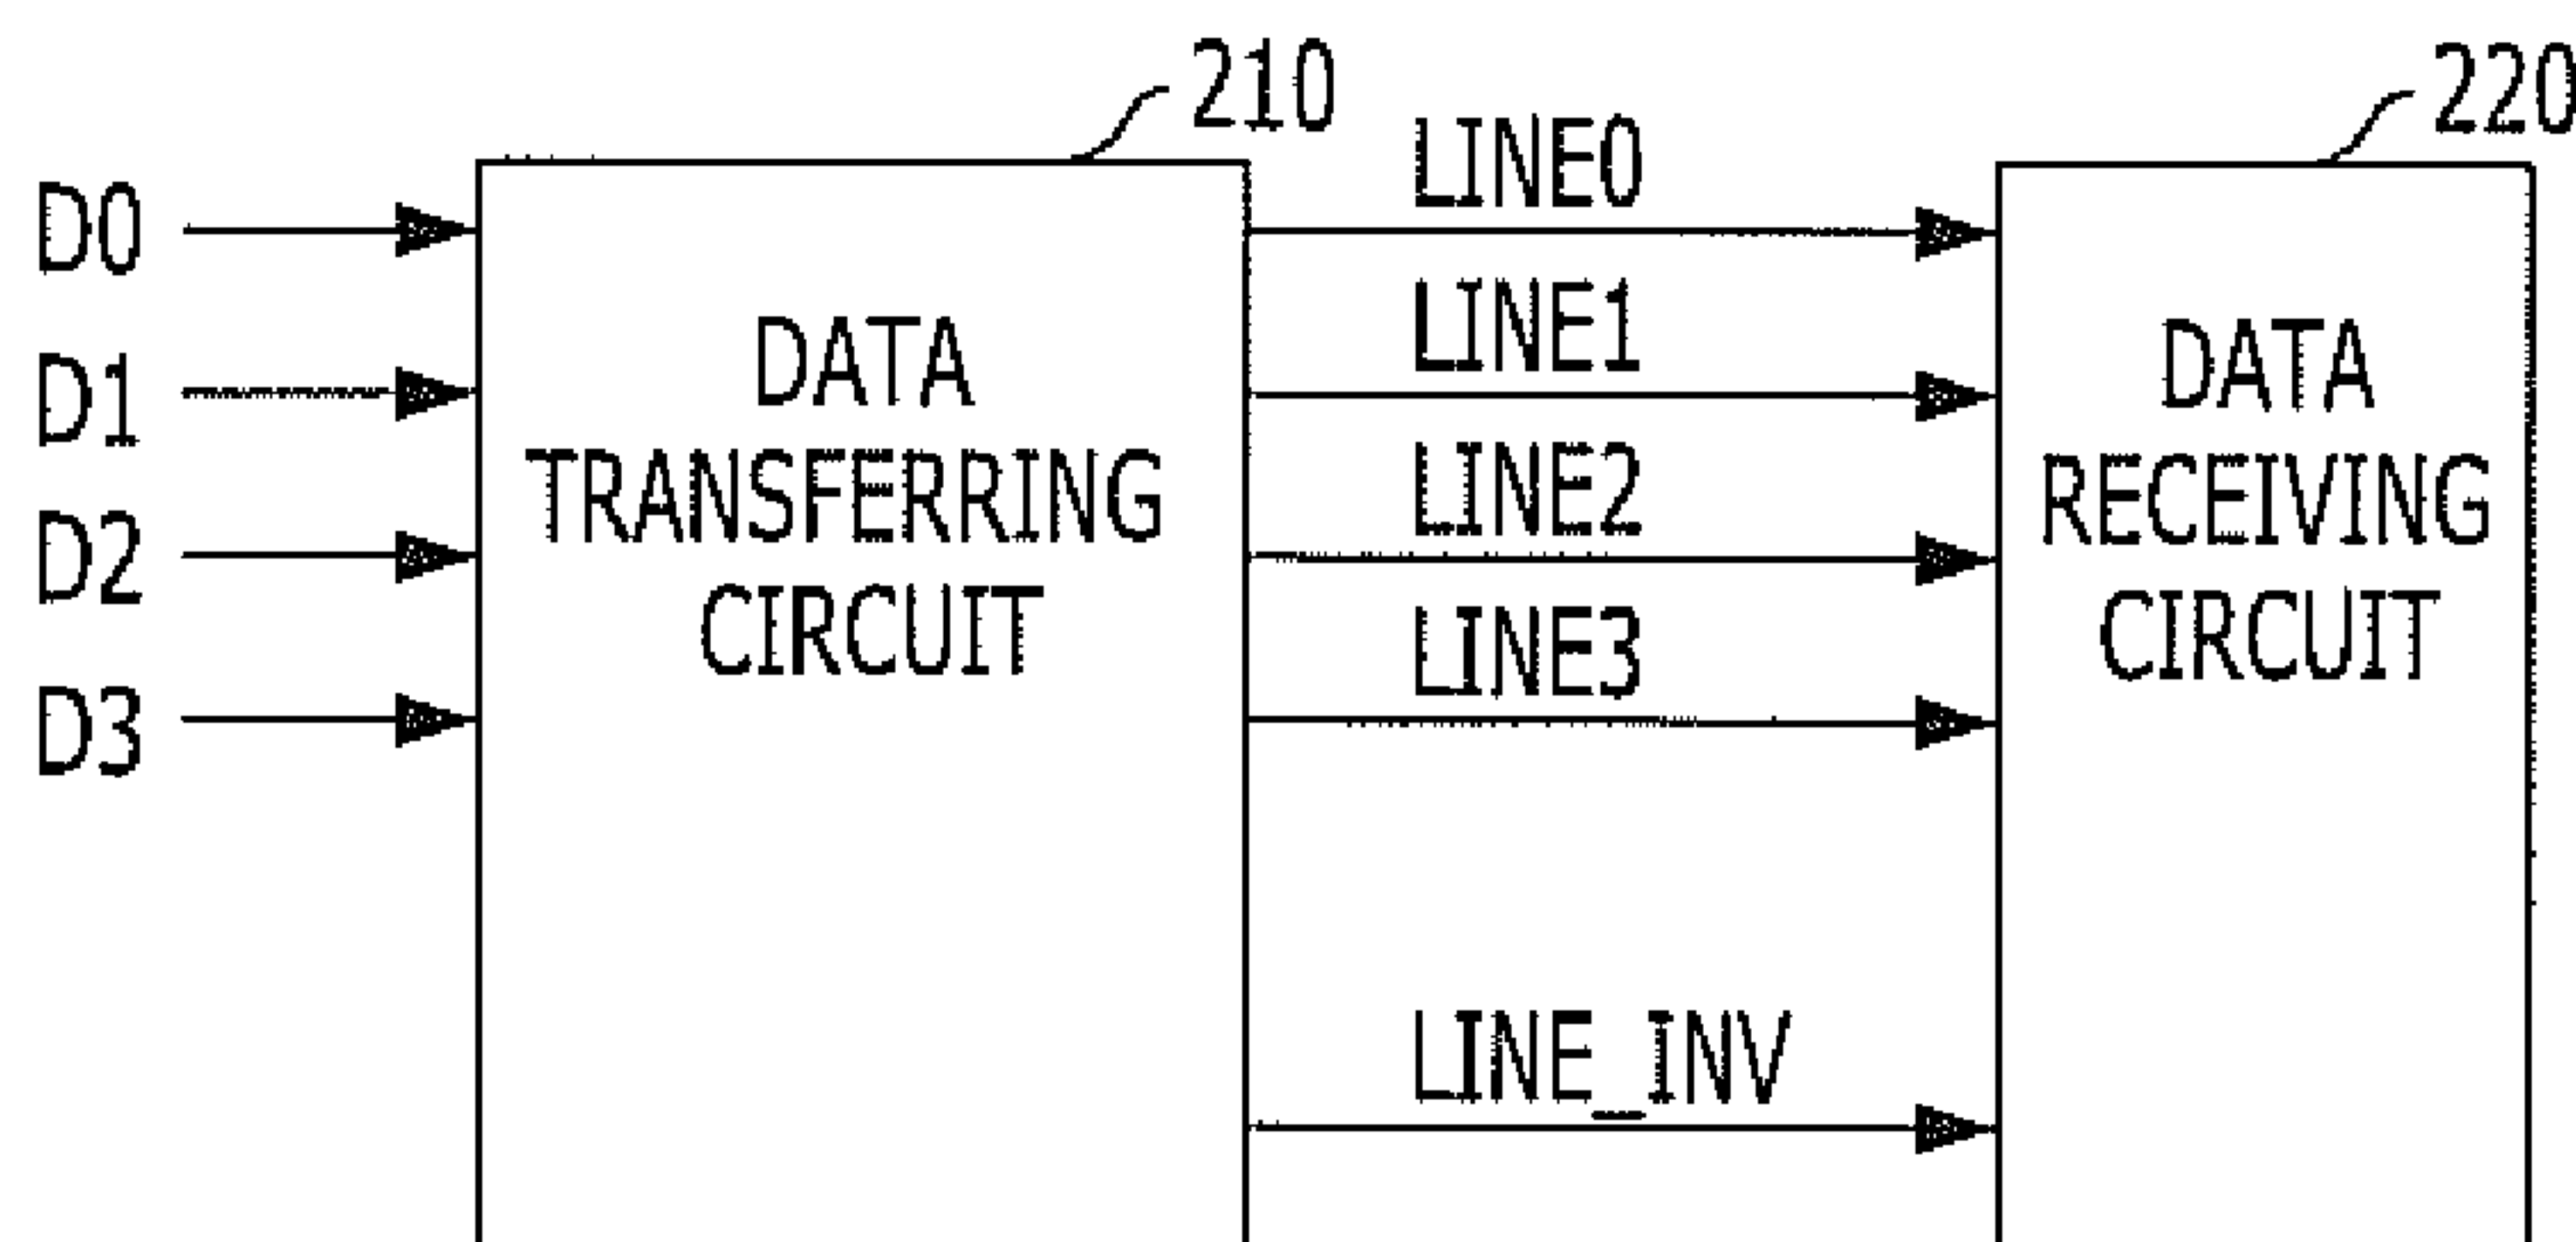 210
220
D0
D1
D2
D3
DATA
TRANSFERRING
CIRCUIT
LINE0
LINE1
LINE2
LINE3
LINE_INV
DATA
RECEIVING
CIRCUIT